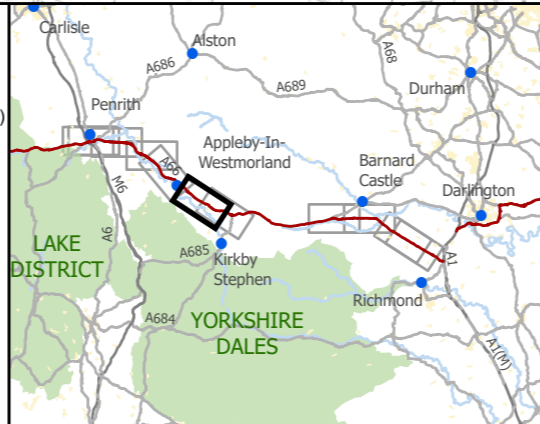 Carlisle
Alston
A68
A686
A689
Durham
)
Penrith
Appleby-In-
Westmorland
A66
Barnard
Castle
Darlington
M6
A6
LAKE
DISTRICT
A685
Kirkby
Stephen
A1
Richmond
A684
YORKSHIRE
DALES
A1(M)